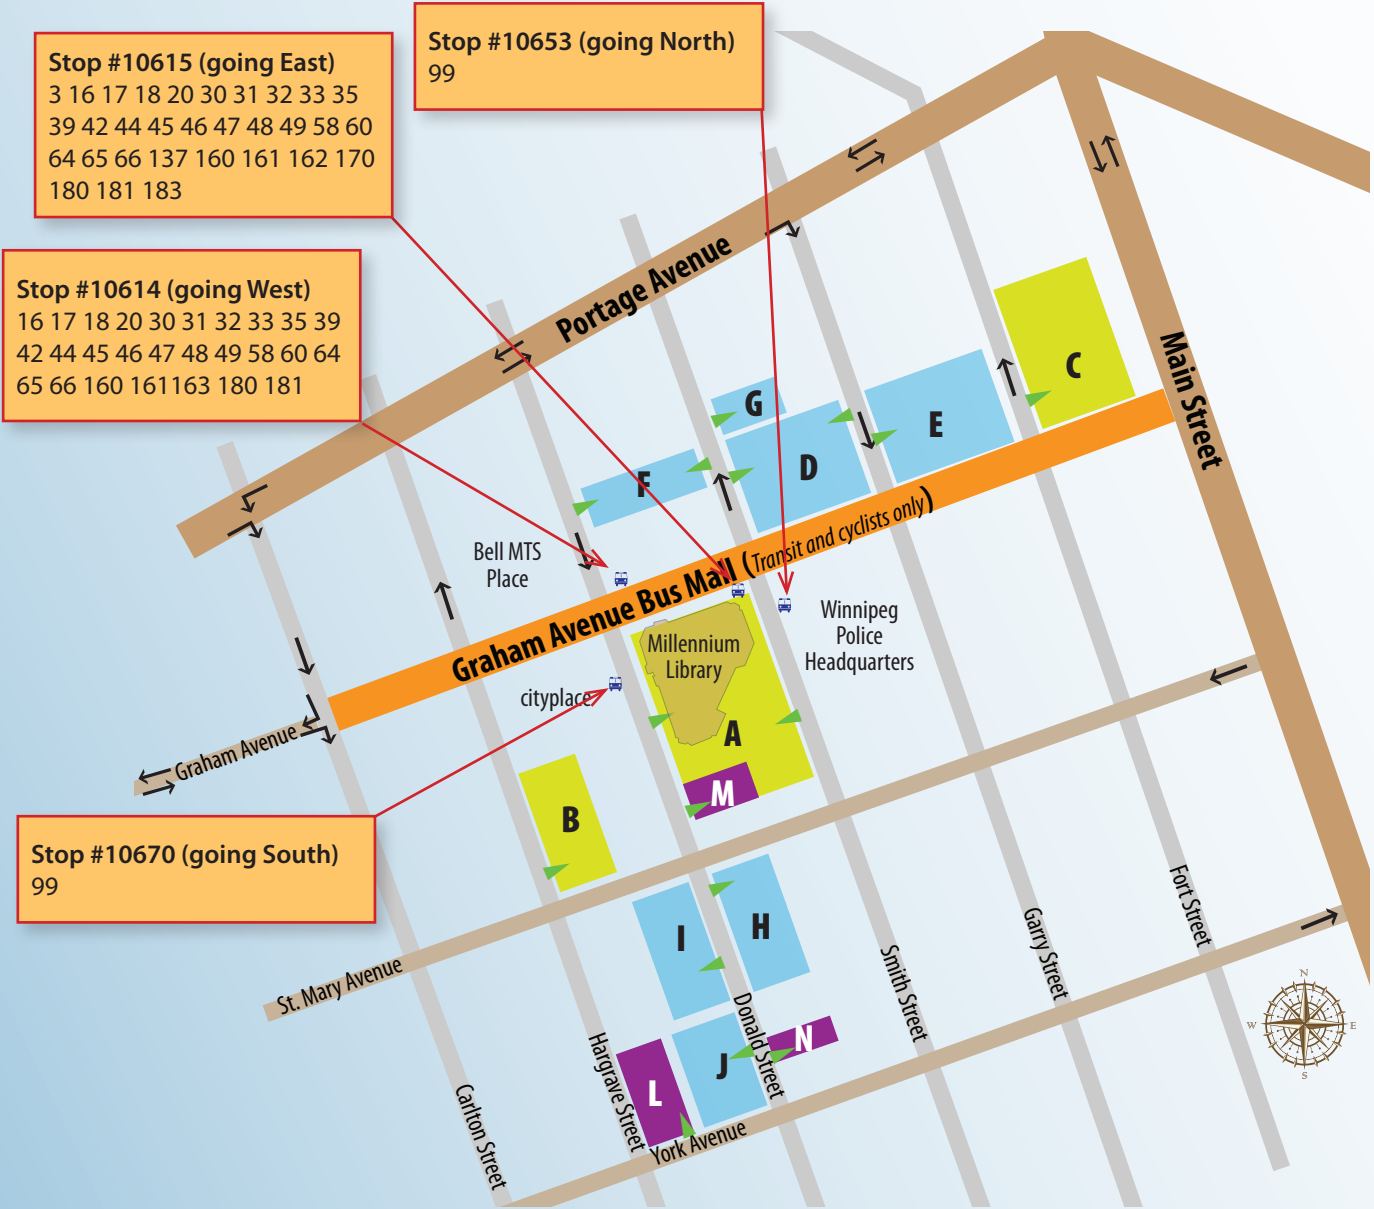 Stop #10653 (going North)
99
Stop #10615 (going East)
3 16 17 18 20 30 31 32 33 35
39 42 44 45 46 47 48 49 58 60
64 65 66 137 160 161 162 170
180 181 183
Stop #10614 (going West)
16 17 18 20 30 31 32 33 35 39
42 44 45 46 47 48 49 58 60 64
65 66 160 161163 180 181
Portage Avenue
Main Street
C
G
E
D
F
Bell MTS
Place
Graham Avenue Bus Mall (Transit and cyclists only)
Winnipeg
Police
Headquarters
Millennium
Library
cityplace
A
Graham Avenue
M
B
Stop #10670 (going South)
99
I
H
St. Mary Avenue
Fort Street
Garry Street
Smith Street
Donald Street
Hargrave Street
Carlton Street
N
J
L
York Avenue
N
W
E
S